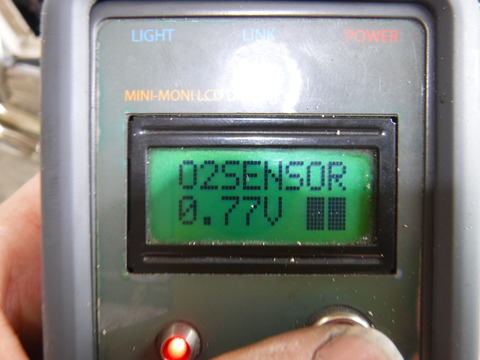 LIGHT LINK POWER
MINI-MONI LCD
O2SENSOR
0.77V